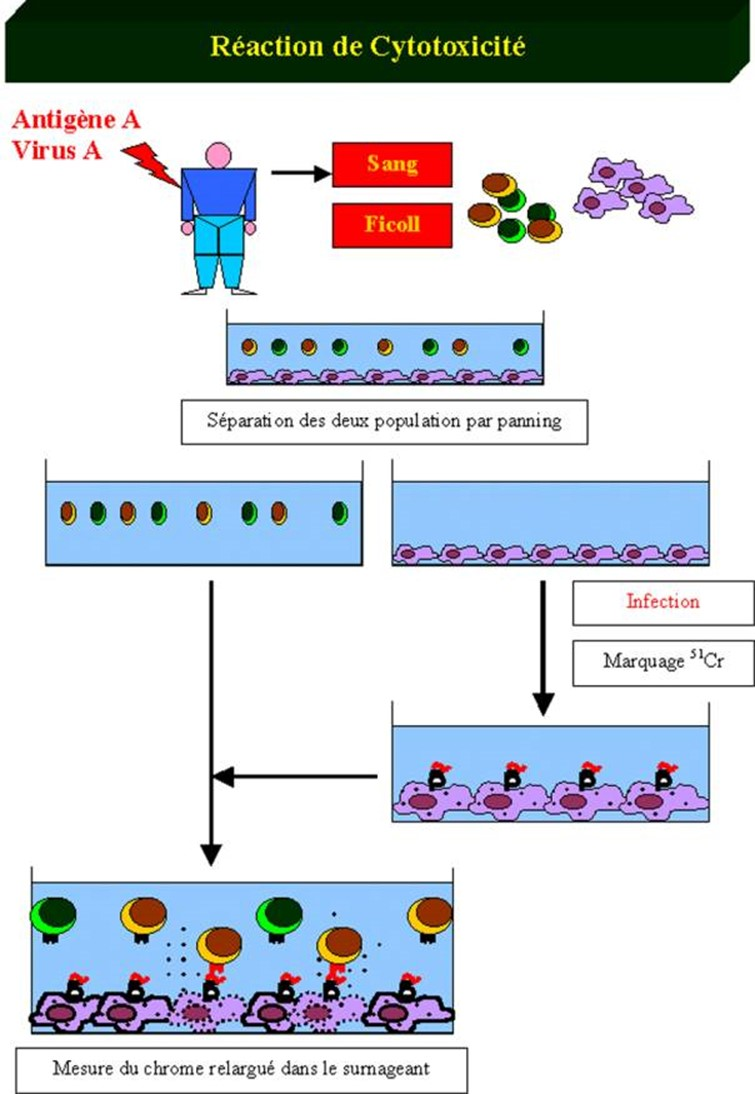 Réaction de Cytotoxicité
Antigène A
Virus A
Sang
Ficoll
Séparation des deux population par panning
Infection
Marquage ⁵¹Cr
Mesure du chrome relargué dans le surnageant